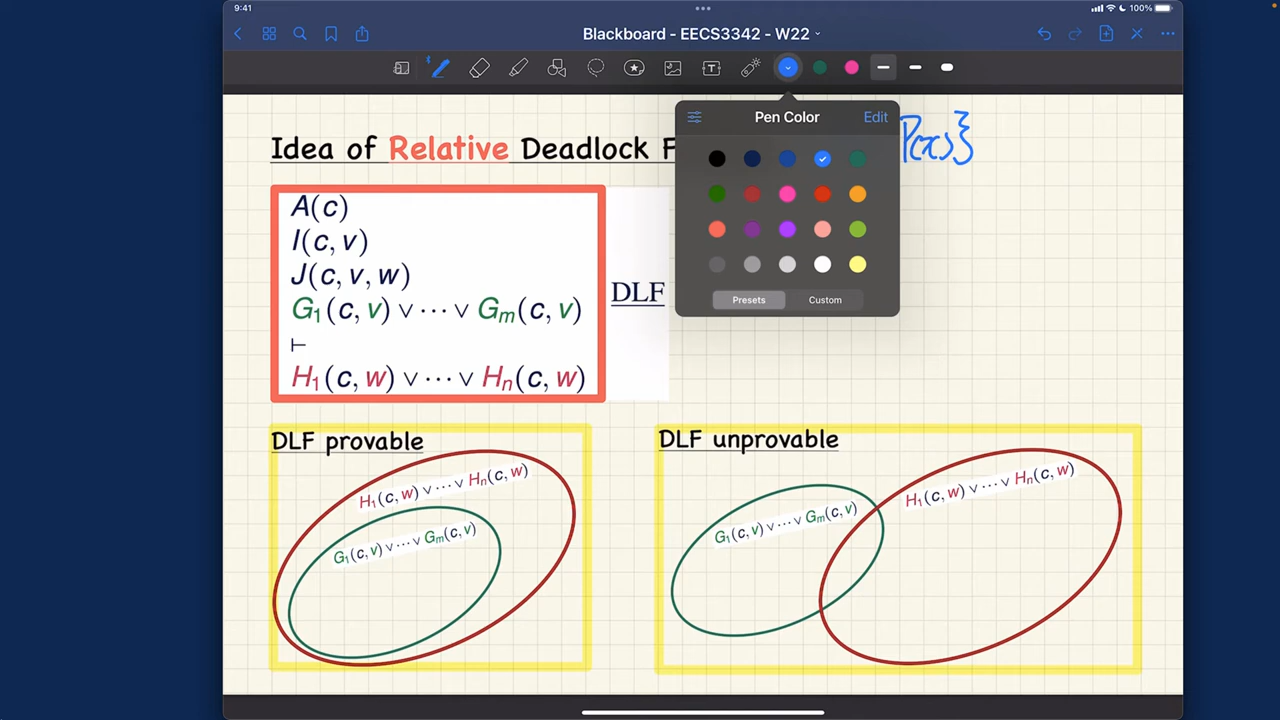 9:41
100%
Blackboard - EECS3342 - W22
Pen Color
Edit
Presets
Custom
Idea of Relative Deadlock F
P(x)}
A(c)
I(c, v)
J(c, v, w)
G1(c, v) ∨ ⋯ ∨ Gm(c, v)
⊢
H1(c, w) ∨ ⋯ ∨ Hn(c, w)
DLF
DLF provable
H1(c, w) ∨ ⋯ ∨ Hn(c, w)
G1(c, v) ∨ ⋯ ∨ Gm(c, v)
DLF unprovable
G1(c, v) ∨ ⋯ ∨ Gm(c, v)
H1(c, w) ∨ ⋯ ∨ Hn(c, w)